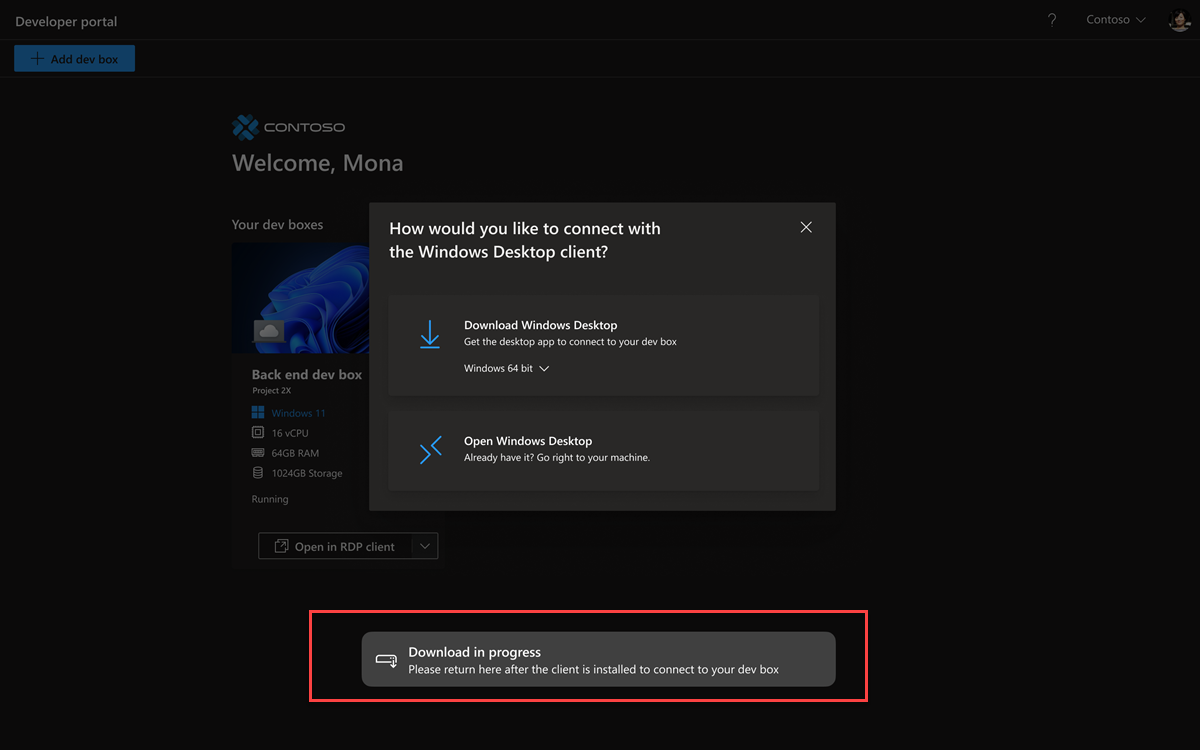 Developer portal
?
Contoso
Add dev box
CONTOSO
Welcome, Mona
Your dev boxes
How would you like to connect with
the Windows Desktop client?
Download Windows Desktop
Get the desktop app to connect to your dev box
Windows 64 bit
Back end dev box
Project 2X
Windows 11
16 vCPU
64GB RAM
1024GB Storage
Running
Open Windows Desktop
Already have it? Go right to your machine.
Open in RDP client
Download in progress
Please return here after the client is installed to connect to your dev box